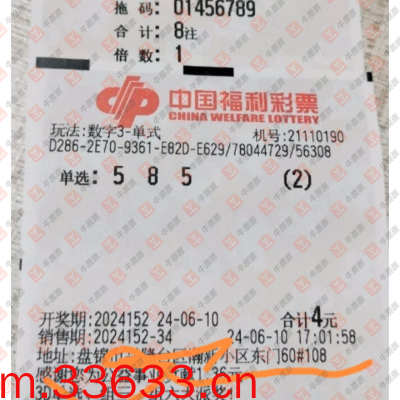 拖 码: 01456789
合 计: 8注
倍 数: 1
中国福利彩票
CHINA WELFARE LOTTERY
玩法:数字3-单式 机号:21110190
D286-2E70-9361-E82D-E629/78044729/56308
单选: 5 8 5 (2)
开奖期:2024152 24-06-10 合计4元
销售期:2024152-34 24-06-10 17:01:58
地址:盘锦 小区东门60#108
m.33633.cn